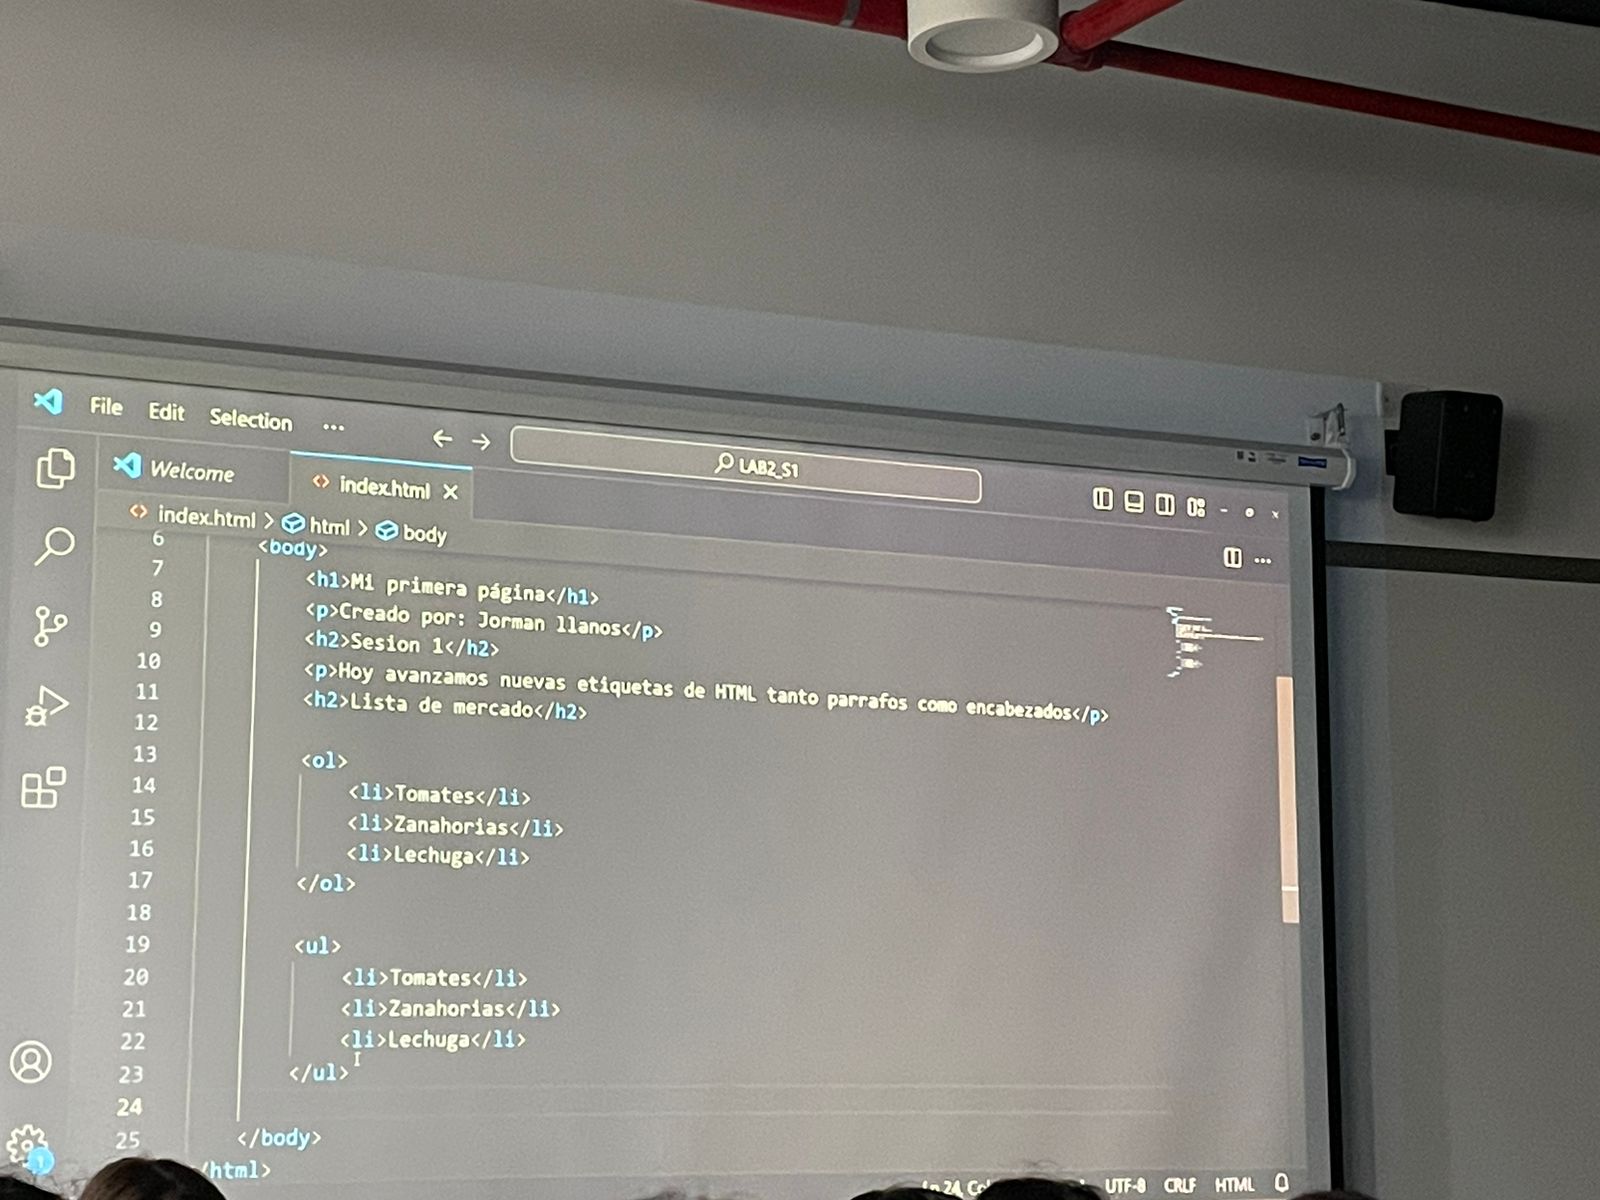 File Edit Selection ...
LAB2_S1
Welcome
index.html
index.html > html > body
6 <body>
7 <h1>Mi primera página</h1>
8 <p>Creado por: Jorman llanos</p>
9 <h2>Sesion 1</h2>
10 <p>Hoy avanzamos nuevas etiquetas de HTML tanto parrafos como encabezados</p>
11 <h2>Lista de mercado</h2>
12
13 <ol>
14 <li>Tomates</li>
15 <li>Zanahorias</li>
16 <li>Lechuga</li>
17 </ol>
18
19 <ul>
20 <li>Tomates</li>
21 <li>Zanahorias</li>
22 <li>Lechuga</li>
23 </ul>
24
25 </body>
/html>
Ln 24, Co UTF-8 CRLF HTML